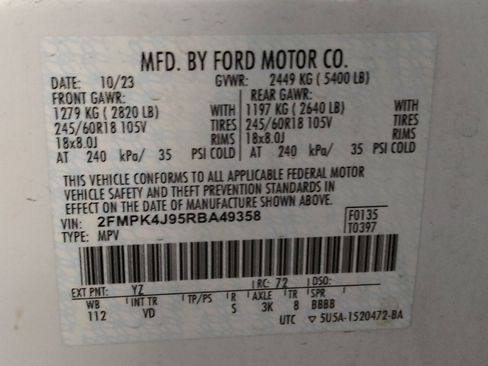 MFD. BY FORD MOTOR CO.
DATE: 10/23 GVWR: 2449 KG ( 5400 LB)
FRONT GAWR: REAR GAWR:
1279 KG ( 2820 LB) WITH 1197 KG ( 2640 LB) WITH
245/60R18 105V TIRES 245/60R18 105V TIRES
18x8.0J RIMS 18x8.0J RIMS
AT 240 kPa/ 35 PSI COLD AT 240 kPa/ 35 PSI COLD
THIS VEHICLE CONFORMS TO ALL APPLICABLE FEDERAL MOTOR
VEHICLE SAFETY AND THEFT PREVENTION STANDARDS IN
EFFECT ON THE DATE OF MANUFACTURE SHOWN ABOVE.
VIN: 2FMPK4J95RBA49358 F0135
TYPE: MPV T0397
EXT PNT: YZ RC: 72 DSO:
WB INT TR TP/PS R AXLE TR SPR
112 VD S 3K 8 BBBB
UTC ▽ 5U5A-1520472-BA